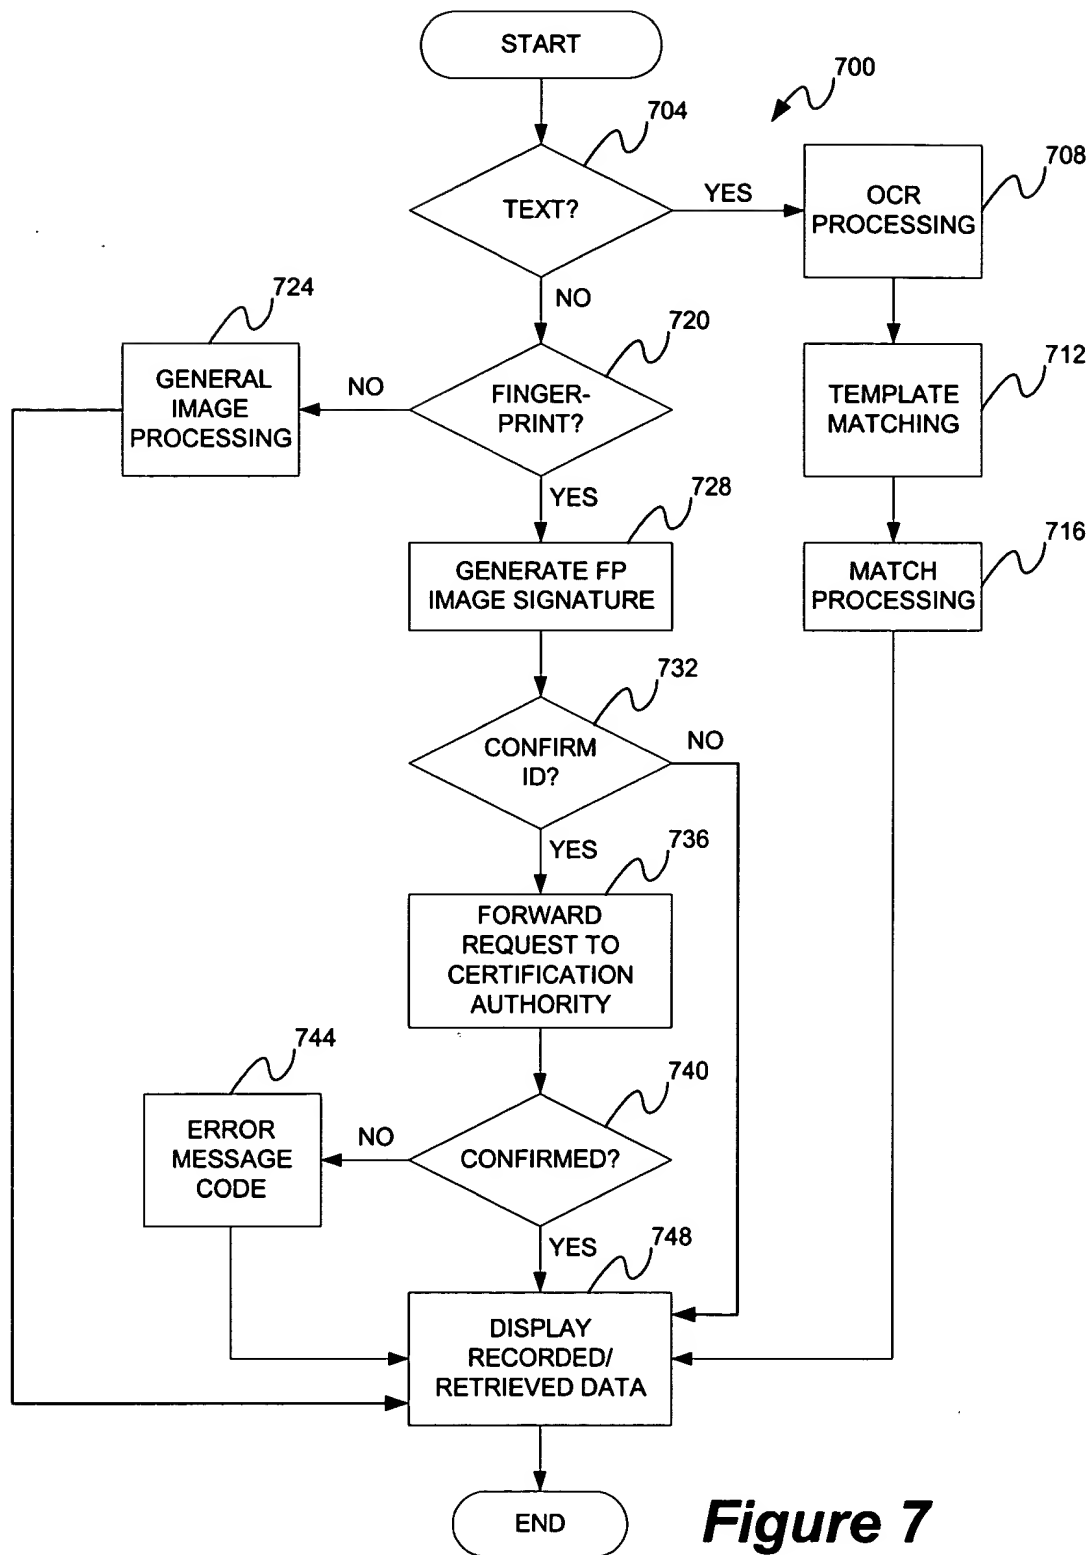 START
700
704
708
TEXT?
YES
OCR
PROCESSING
NO
724
720
712
GENERAL
IMAGE
PROCESSING
NO
FINGER-
PRINT?
TEMPLATE
MATCHING
YES
728
716
GENERATE FP
IMAGE SIGNATURE
MATCH
PROCESSING
732
CONFIRM
ID?
NO
YES
736
FORWARD
REQUEST TO
CERTIFICATION
AUTHORITY
744
740
ERROR
MESSAGE
CODE
NO
CONFIRMED?
YES
748
DISPLAY
RECORDED/
RETRIEVED DATA
END
Figure 7